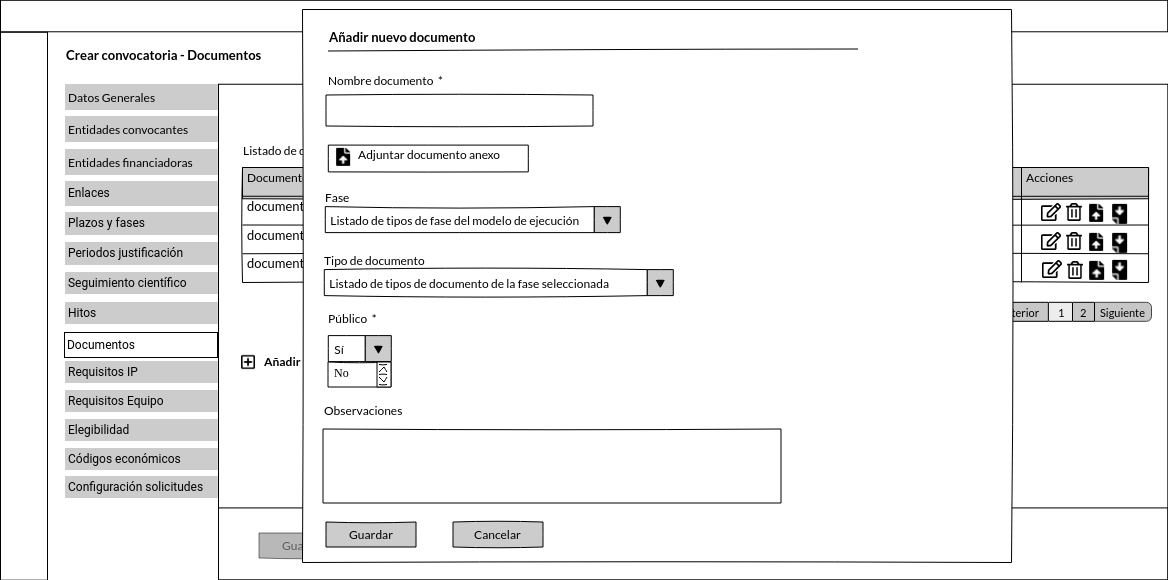 Crear convocatoria - Documentos
Datos Generales
Entidades convocantes
Entidades financiadoras
Enlaces
Plazos y fases
Periodos justificación
Seguimiento científico
Hitos
Documentos
Requisitos IP
Requisitos Equipo
Elegibilidad
Códigos económicos
Configuración solicitudes
Listado de
Document
document
document
document
Añadir
Gua
Añadir nuevo documento
Nombre documento *
Adjuntar documento anexo
Fase
Listado de tipos de fase del modelo de ejecución
Tipo de documento
Listado de tipos de documento de la fase seleccionada
Público *
Sí
No
Observaciones
Guardar
Cancelar
Acciones
terior 1 2 Siguiente